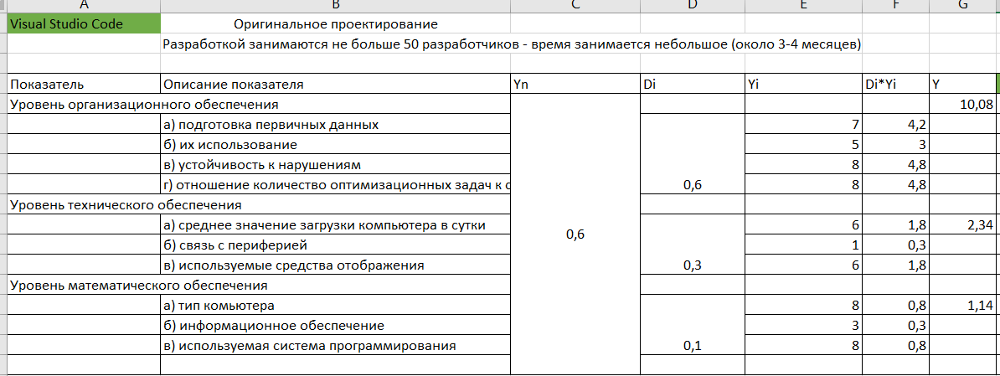 A B C D E F G
Visual Studio Code Оригинальное проектирование
Разработкой занимаются не больше 50 разработчиков - время занимается небольшое (около 3-4 месяцев)
Показатель Описание показателя Yn Di Yi Di*Yi Y
Уровень организационного обеспечения 10,08
а) подготовка первичных данных 7 4,2
б) их использование 5 3
в) устойчивость к нарушениям 8 4,8
г) отношение количество оптимизационных задач к 0,6 8 4,8
Уровень технического обеспечения
а) среднее значение загрузки компьютера в сутки 0,6 6 1,8 2,34
б) связь с периферией 1 0,3
в) используемые средства отображения 0,3 6 1,8
Уровень математического обеспечения
а) тип комьютера 8 0,8 1,14
б) информационное обеспечение 3 0,3
в) используемая система программирования 0,1 8 0,8